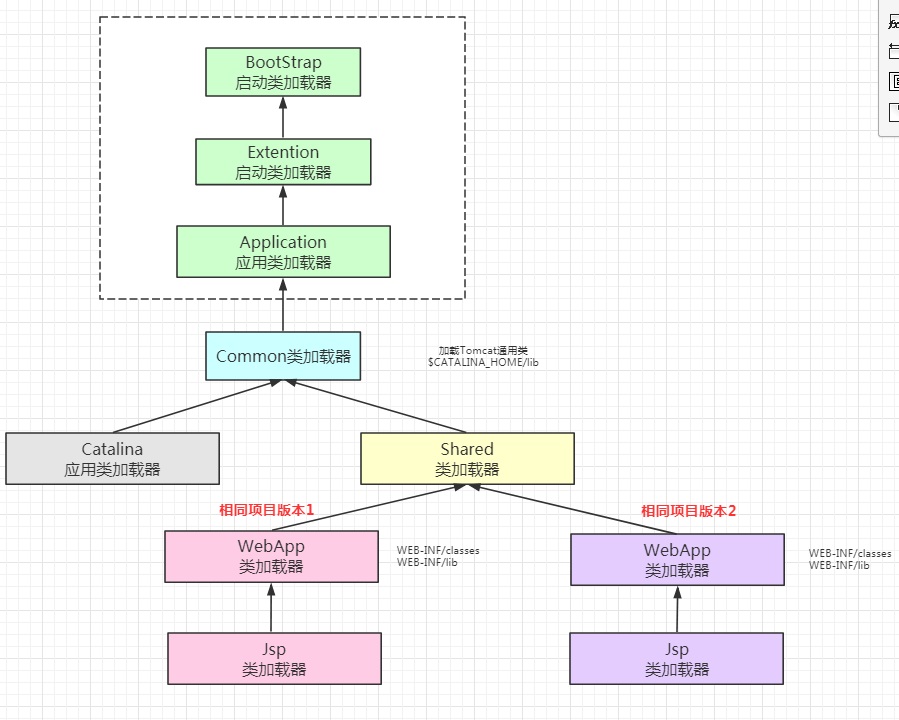 BootStrap
启动类加载器
Extention
启动类加载器
Application
应用类加载器
Common类加载器
加载Tomcat通用类
$CATALINA_HOME/lib
Catalina
应用类加载器
Shared
类加载器
相同项目版本1
相同项目版本2
WebApp
类加载器
WEB-INF/classes
WEB-INF/lib
WebApp
类加载器
WEB-INF/classes
WEB-INF/lib
Jsp
类加载器
Jsp
类加载器